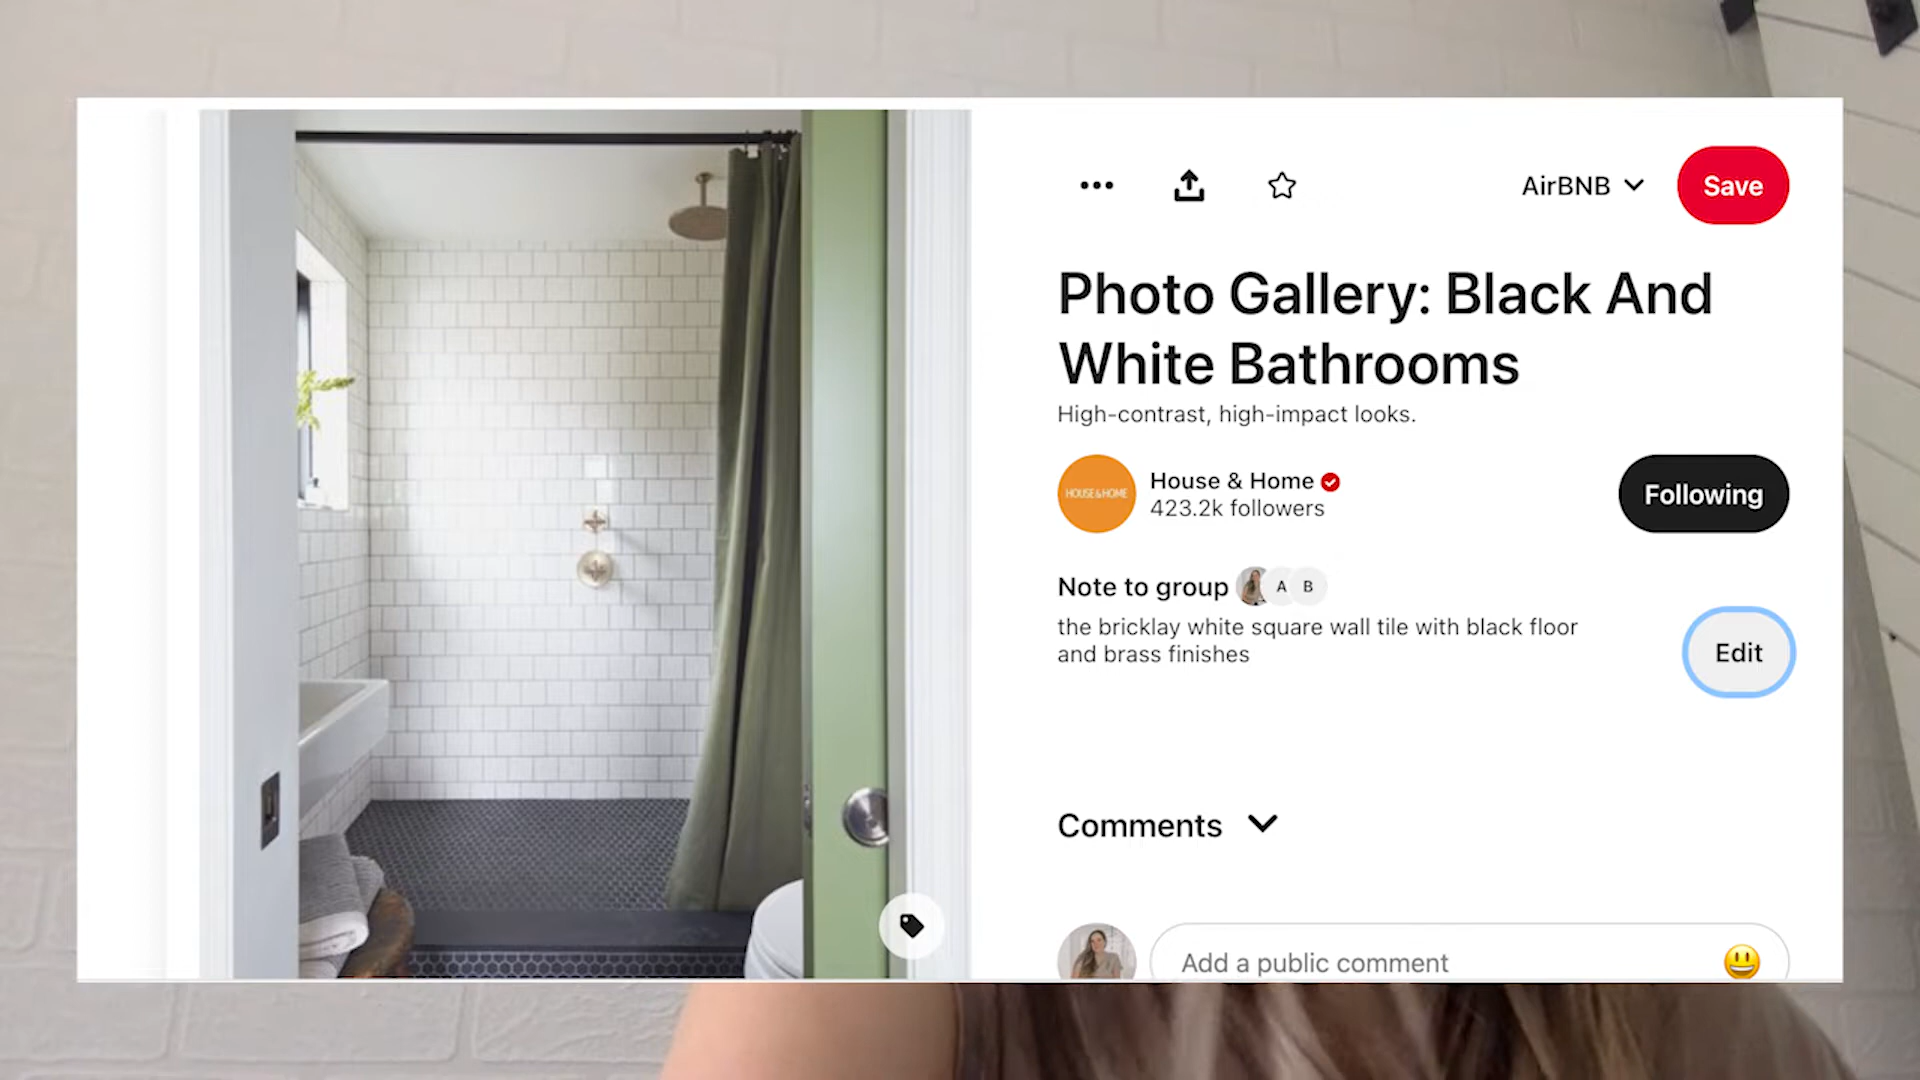 AirBNB
Save
Photo Gallery: Black And
White Bathrooms
High-contrast, high-impact looks.
HOUSE & HOME
House & Home
423.2k followers
Following
Note to group
A
B
the bricklay white square wall tile with black floor
and brass finishes
Edit
Comments
Add a public comment